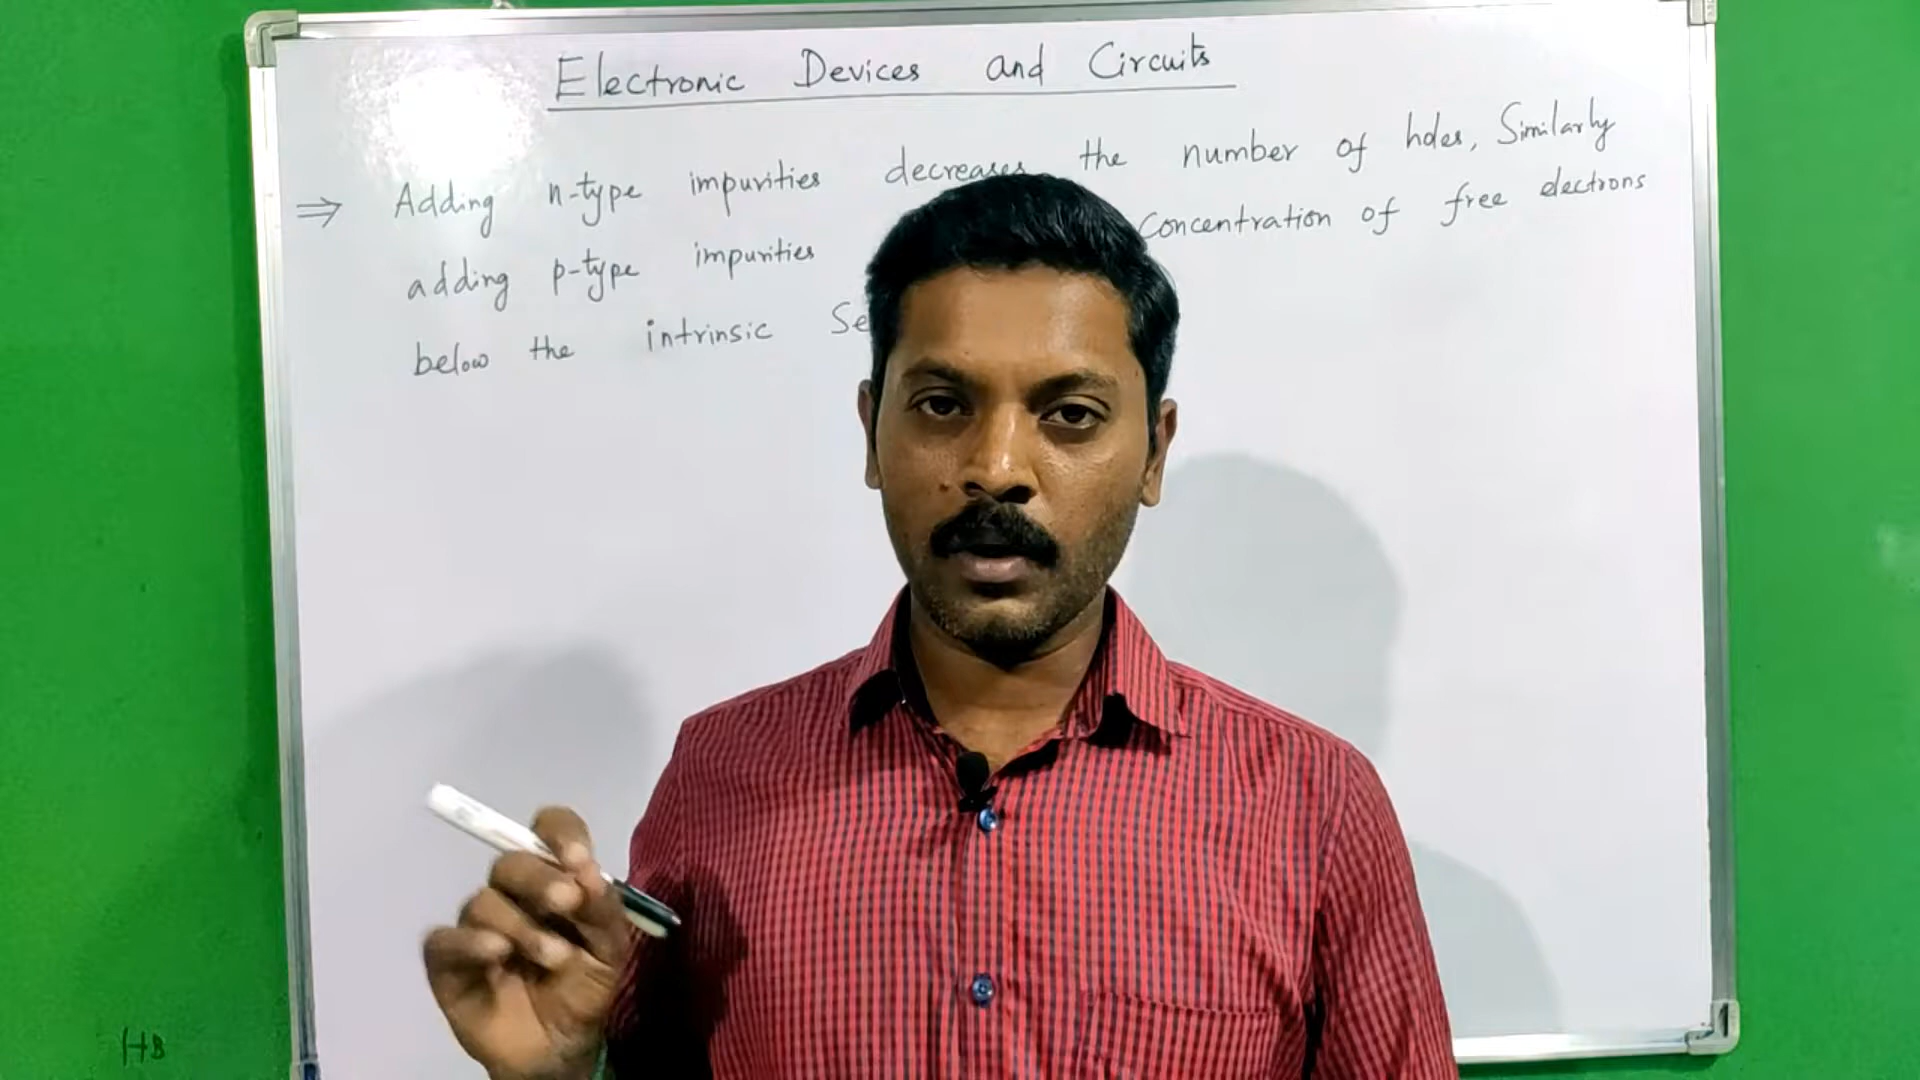 Electronic Devices and Circuits
⇒ Adding n-type impurities decreases the number of holes, Similarly
adding p-type impurities Concentration of free electrons
below the intrinsic Se
HB